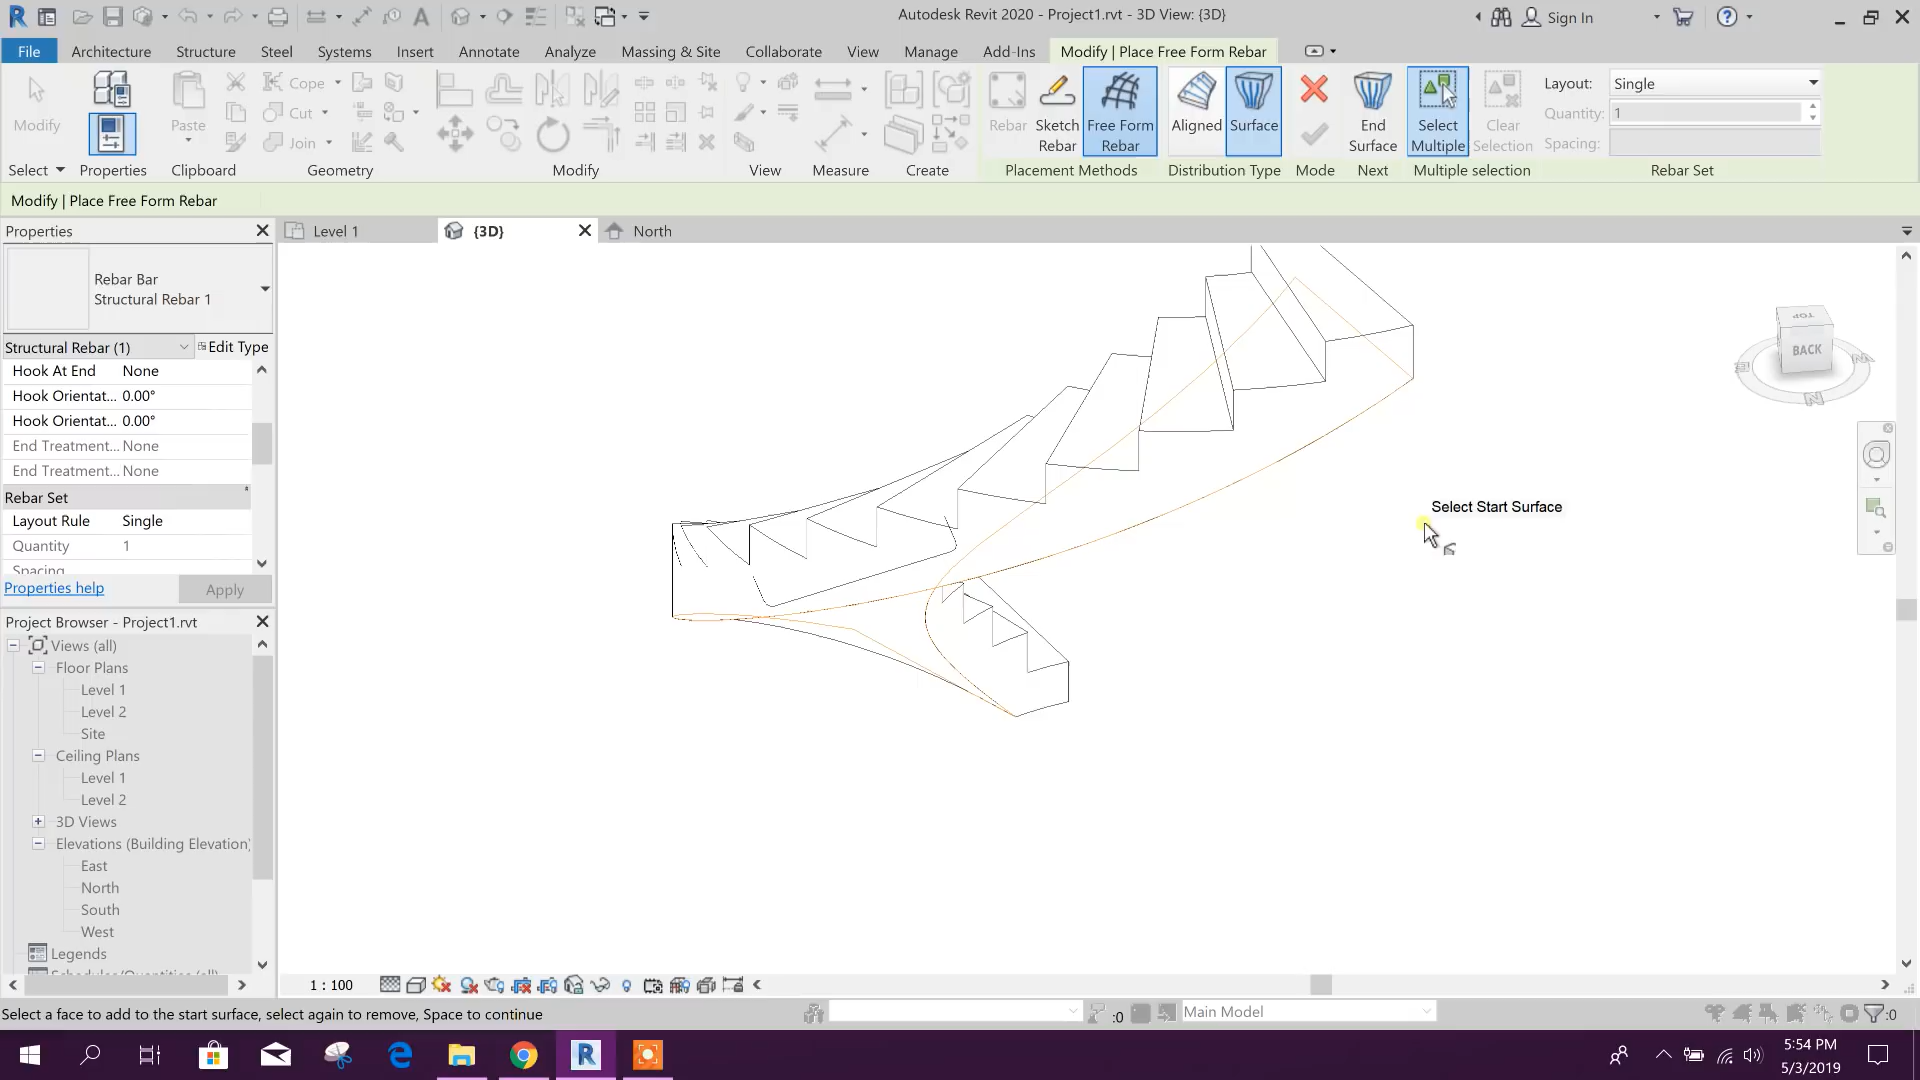 Autodesk Revit 2020 - Project1.rvt - 3D View: {3D}
Sign In
File Architecture Structure Steel Systems Insert Annotate Analyze Massing & Site Collaborate View Manage Add-Ins Modify | Place Free Form Rebar
Modify
Paste
Cope
Cut
Join
Rebar
Sketch Rebar
Free Form Rebar
Aligned
Surface
End Surface
Select Multiple
Clear Selection
Layout: Single
Quantity: 1
Spacing:
Select Properties Clipboard Geometry Modify View Measure Create Placement Methods Distribution Type Mode Next Multiple selection Rebar Set
Modify | Place Free Form Rebar
Properties
Level 1
{3D}
North
Rebar Bar
Structural Rebar 1
Structural Rebar (1)
Edit Type
Hook At End None
Hook Orientat... 0.00°
Hook Orientat... 0.00°
End Treatment... None
End Treatment... None
Rebar Set
Layout Rule Single
Quantity 1
Spacing
Properties help
Apply
Project Browser - Project1.rvt
Views (all)
Floor Plans
Level 1
Level 2
Site
Ceiling Plans
Level 1
Level 2
3D Views
Elevations (Building Elevation)
East
North
South
West
Legends
Schedules/Quantities (all)
TOP
BACK
Select Start Surface
1 : 100
Select a face to add to the start surface, select again to remove, Space to continue
:0
Main Model
:0
5:54 PM
5/3/2019